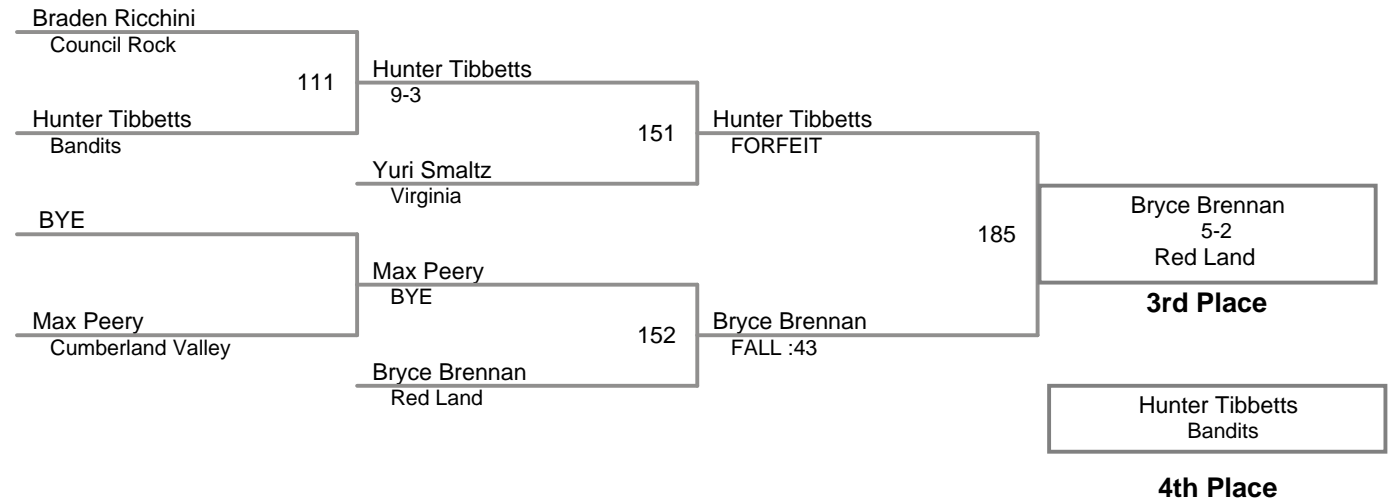 Braden Ricchini
Council Rock
111
Hunter Tibbetts
9-3
Hunter Tibbetts
Bandits
151
Hunter Tibbetts
FORFEIT
Yuri Smaltz
Virginia
BYE
185
Bryce Brennan
5-2
Red Land
3rd Place
Max Peery
BYE
Max Peery
Cumberland Valley
152
Bryce Brennan
FALL :43
Bryce Brennan
Red Land
Hunter Tibbetts
Bandits
4th Place